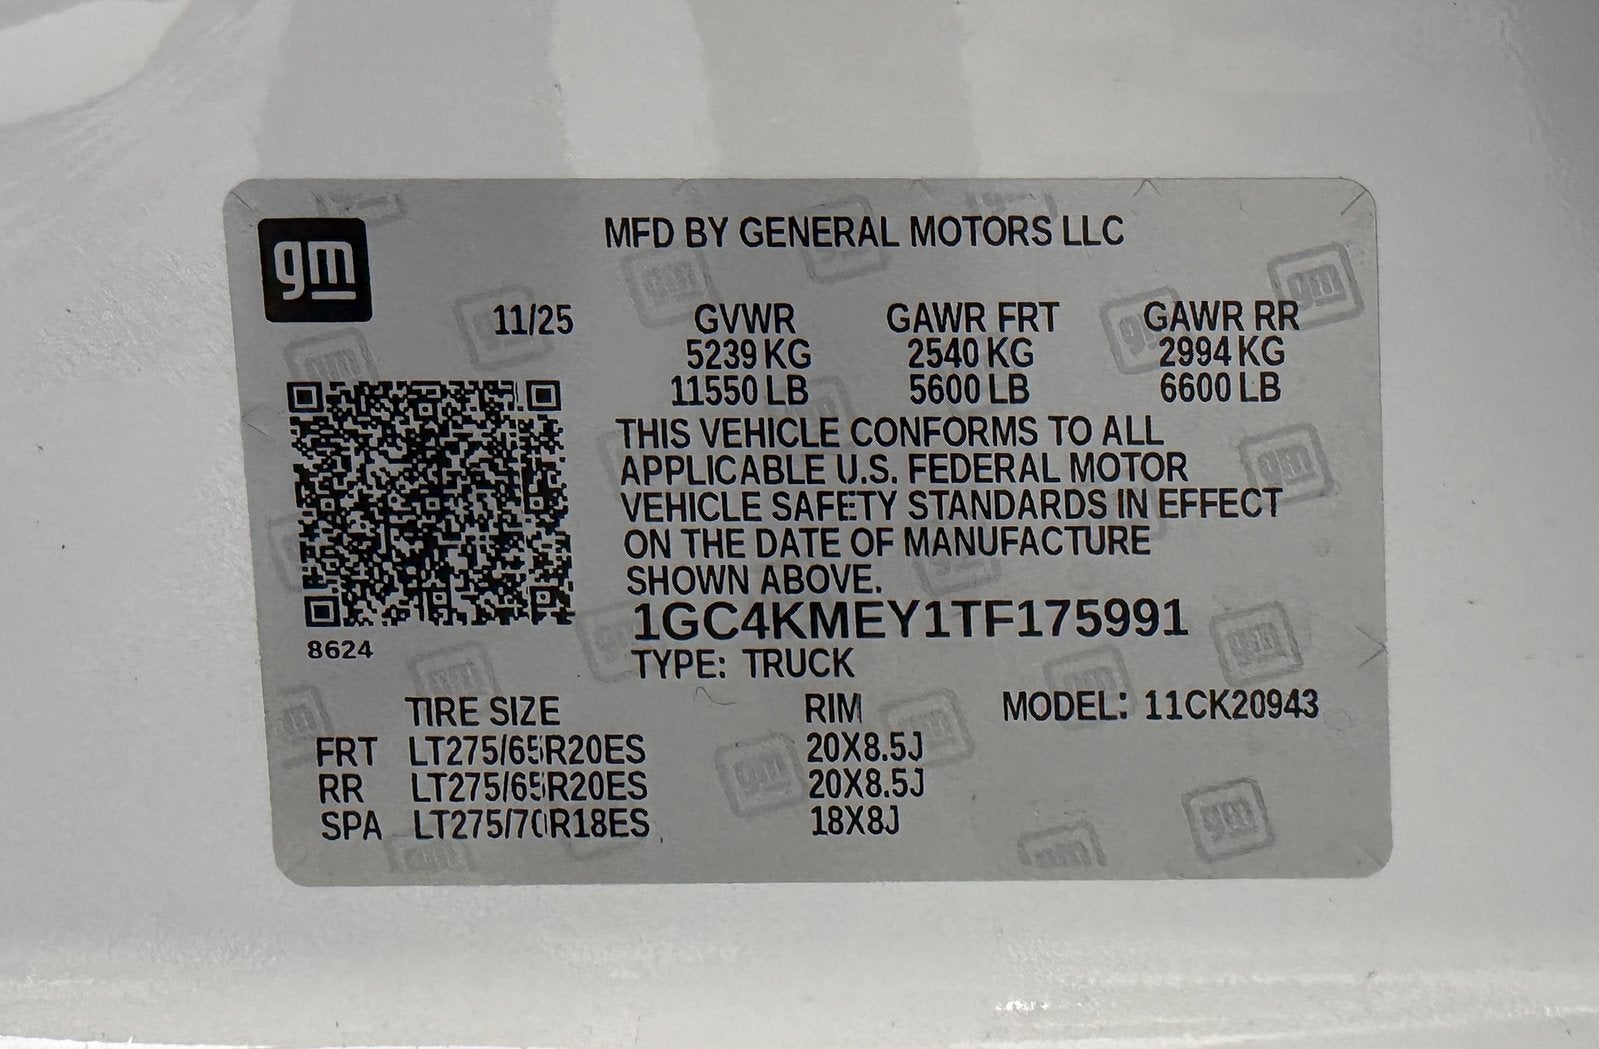 gm
MFD BY GENERAL MOTORS LLC
11/25 GVWR GAWR FRT GAWR RR
5239 KG 2540 KG 2994 KG
11550 LB 5600 LB 6600 LB
THIS VEHICLE CONFORMS TO ALL
APPLICABLE U.S. FEDERAL MOTOR
VEHICLE SAFETY STANDARDS IN EFFECT
ON THE DATE OF MANUFACTURE
SHOWN ABOVE.
1GC4KMEY1TF175991
8624
TYPE: TRUCK
TIRE SIZE RIM MODEL: 11CK20943
FRT LT275/65R20ES 20X8.5J
RR LT275/65R20ES 20X8.5J
SPA LT275/70R18ES 18X8J